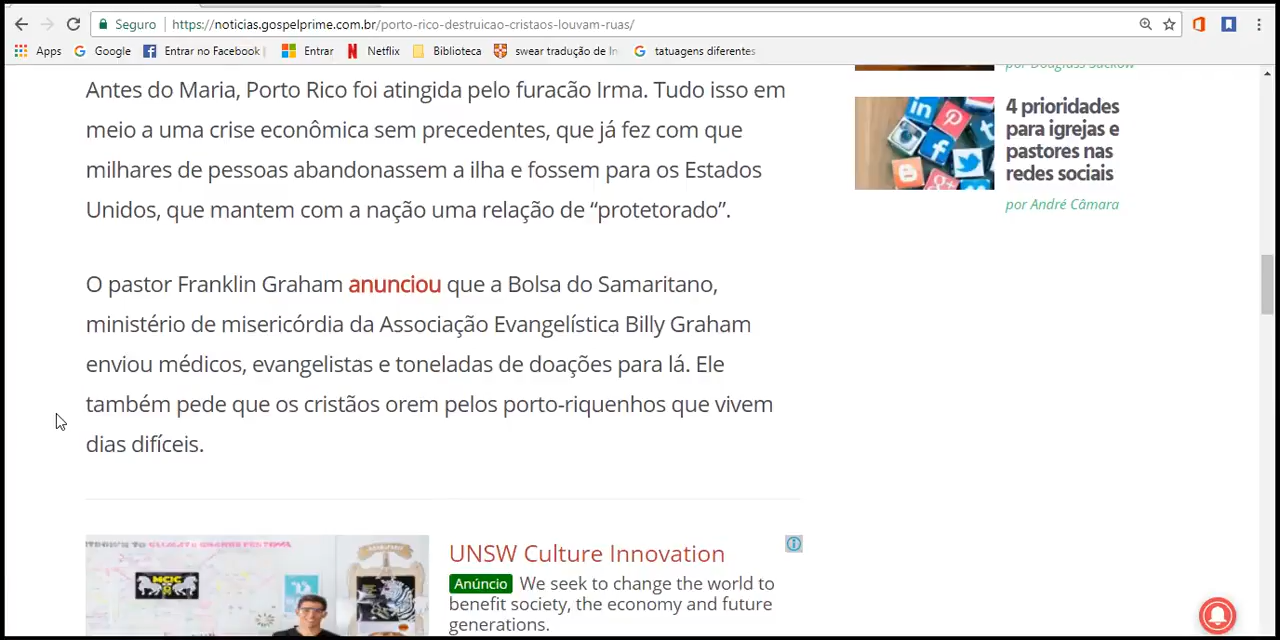 Seguro https://noticias.gospelprime.com.br/porto-rico-destruicao-cristaos-louvam-ruas/
Apps Google Entrar no Facebook Entrar Netflix Biblioteca swear tradução de In tatuagens diferentes
Antes do Maria, Porto Rico foi atingida pelo furacão Irma. Tudo isso em
meio a uma crise econômica sem precedentes, que já fez com que
milhares de pessoas abandonassem a ilha e fossem para os Estados
Unidos, que mantem com a nação uma relação de “protetorado”.
O pastor Franklin Graham anunciou que a Bolsa do Samaritano,
ministério de misericórdia da Associação Evangelística Billy Graham
enviou médicos, evangelistas e toneladas de doações para lá. Ele
também pede que os cristãos orem pelos porto-riquenhos que vivem
dias difíceis.
por Douglass Suckow
4 prioridades
para igrejas e
pastores nas
redes sociais
por André Câmara
MCIC
UNSW Culture Innovation
Anúncio We seek to change the world to
benefit society, the economy and future
generations.